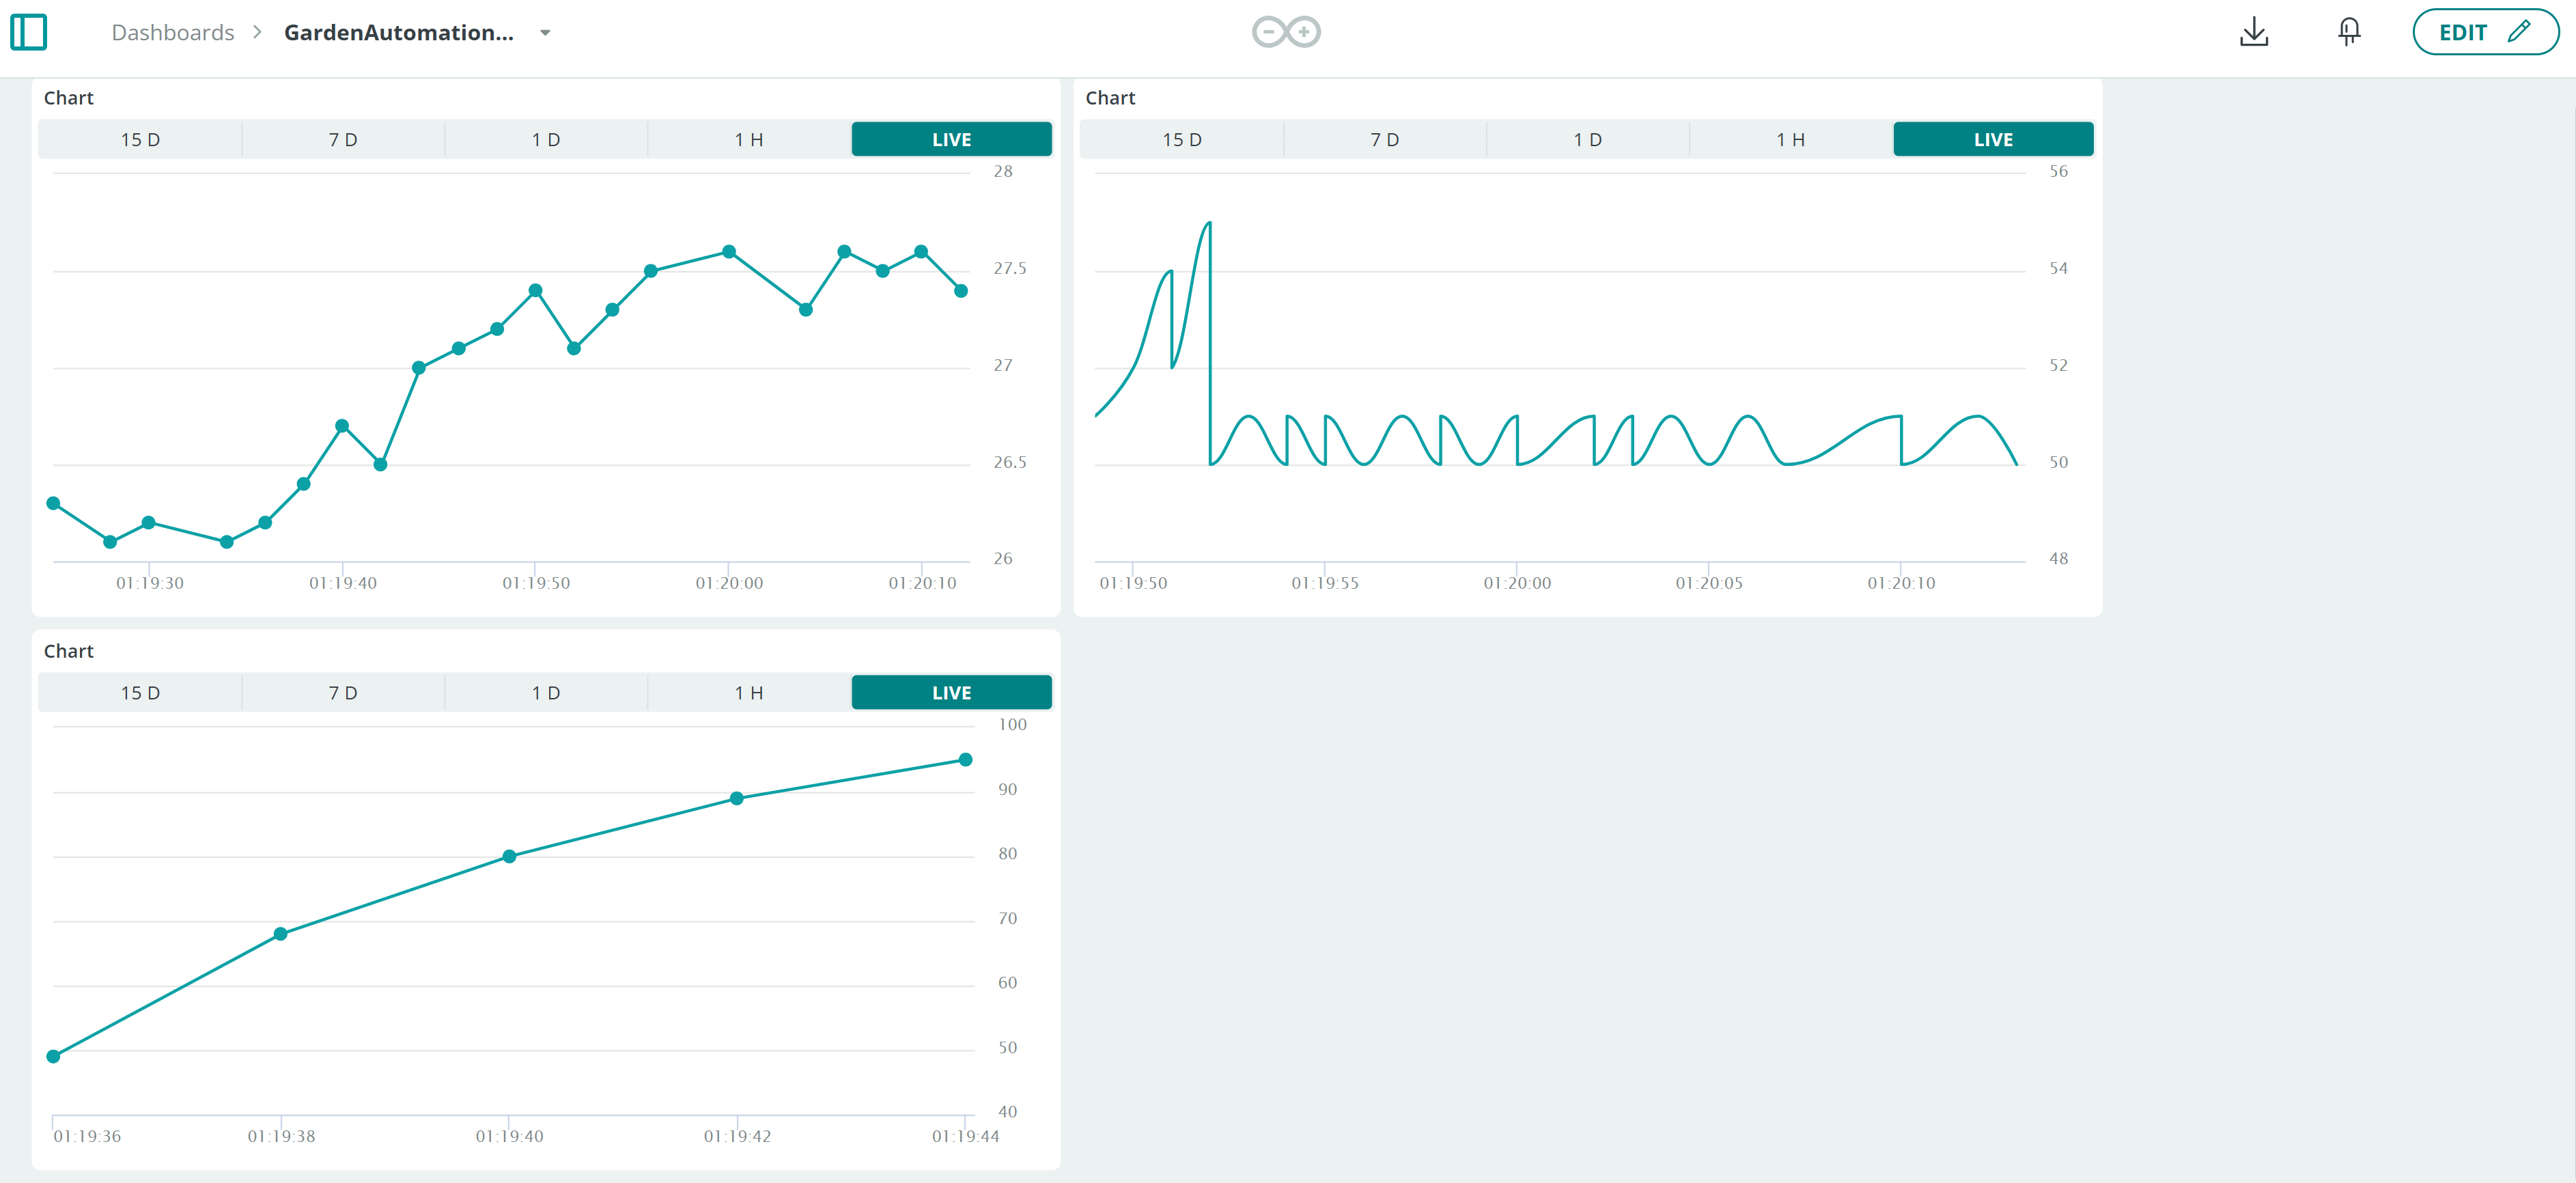 Dashboards > GardenAutomation... EDIT
Chart
15 D 7 D 1 D 1 H LIVE
28
27.5
27
26.5
26
01:19:30 01:19:40 01:19:50 01:20:00 01:20:10
Chart
15 D 7 D 1 D 1 H LIVE
56
54
52
50
48
01:19:50 01:19:55 01:20:00 01:20:05 01:20:10
Chart
15 D 7 D 1 D 1 H LIVE
100
90
80
70
60
50
40
01:19:36 01:19:38 01:19:40 01:19:42 01:19:44